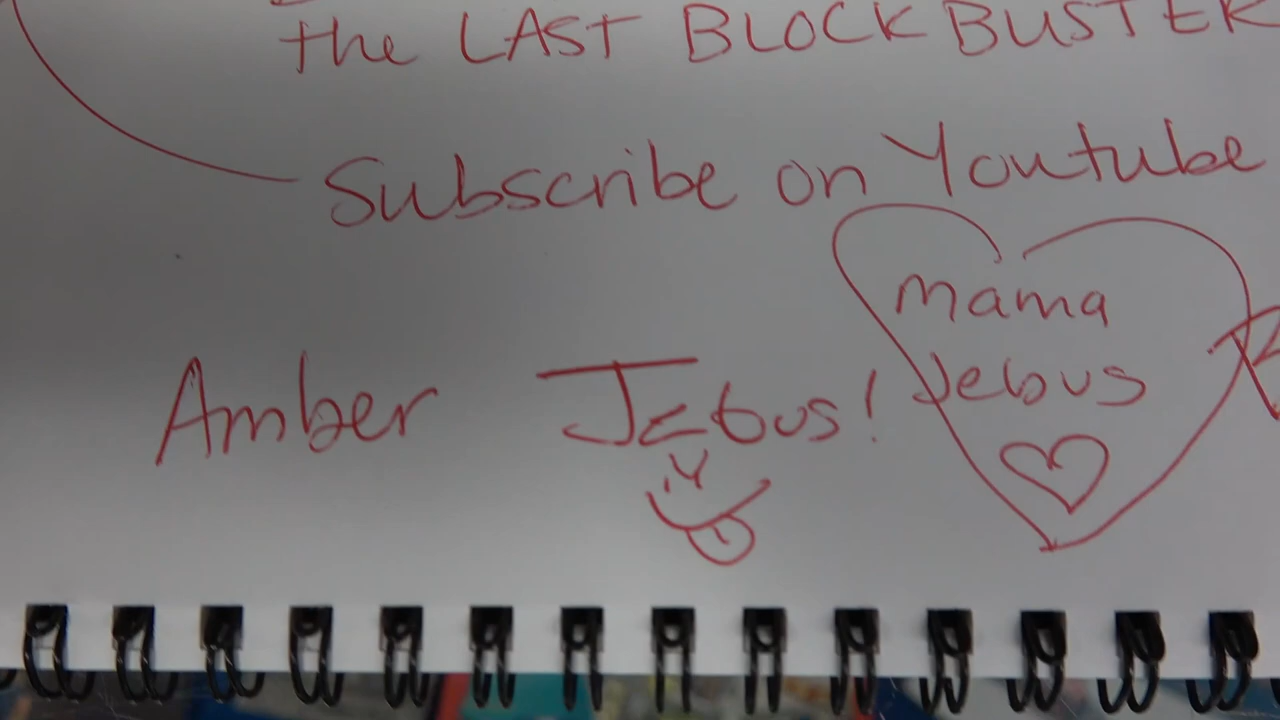 the LAST BLOCKBUSTER
Subscribe on Youtube
Amber Jebus!
mama
Jebus